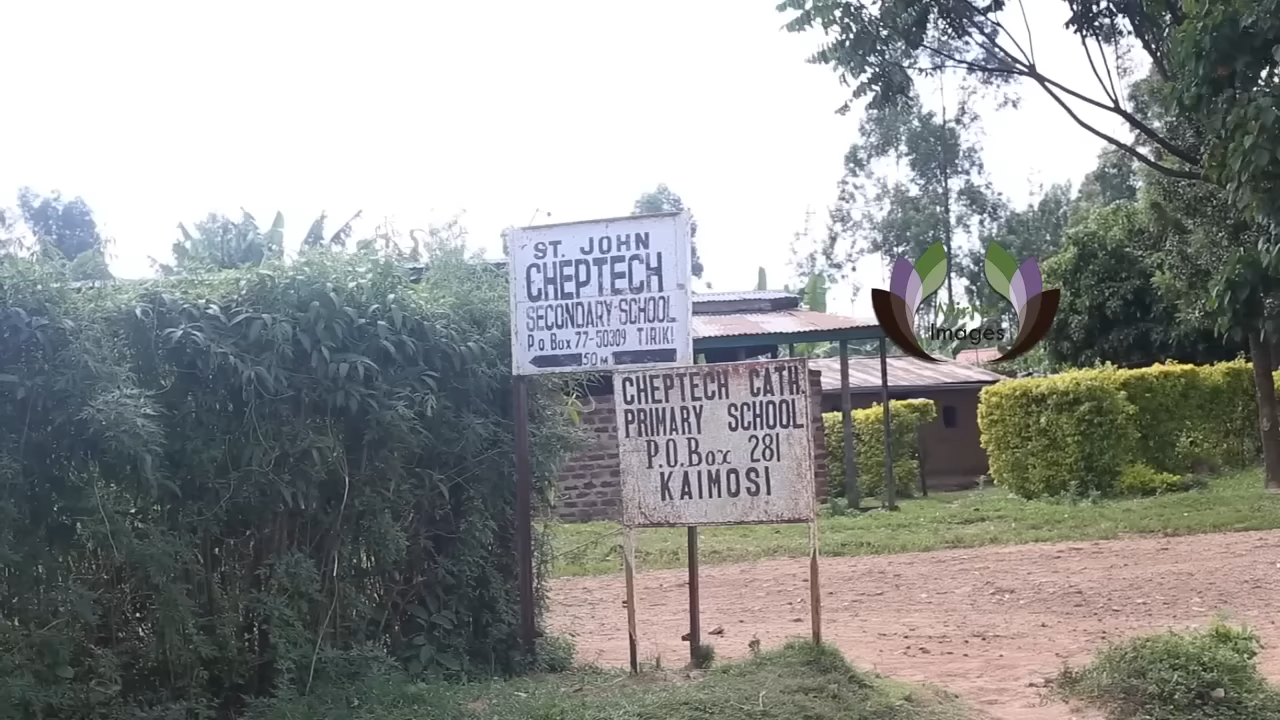 ST. JOHN
CHEPTECH
SECONDARY SCHOOL
P.o. Box 77-50309 TIRIKI
50 M
CHEPTECH CATH
PRIMARY SCHOOL
P.O. Box 281
KAIMOSI
Images